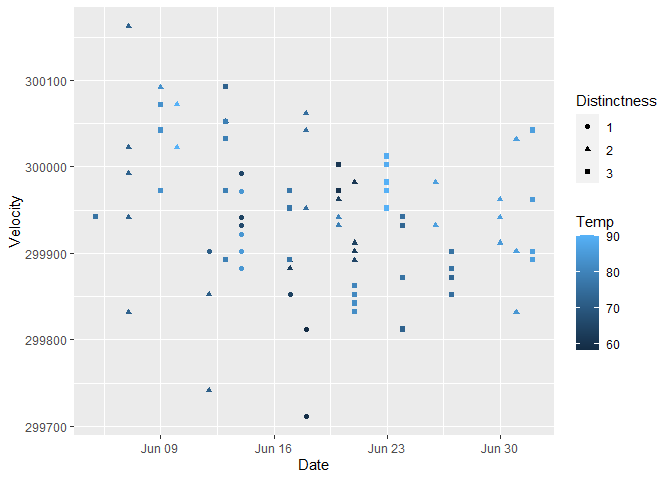 300100
300000
299900
299800
299700
Velocity
Jun 09
Jun 16
Jun 23
Jun 30
Date
Distinctness
1
2
3
Temp
90
80
70
60